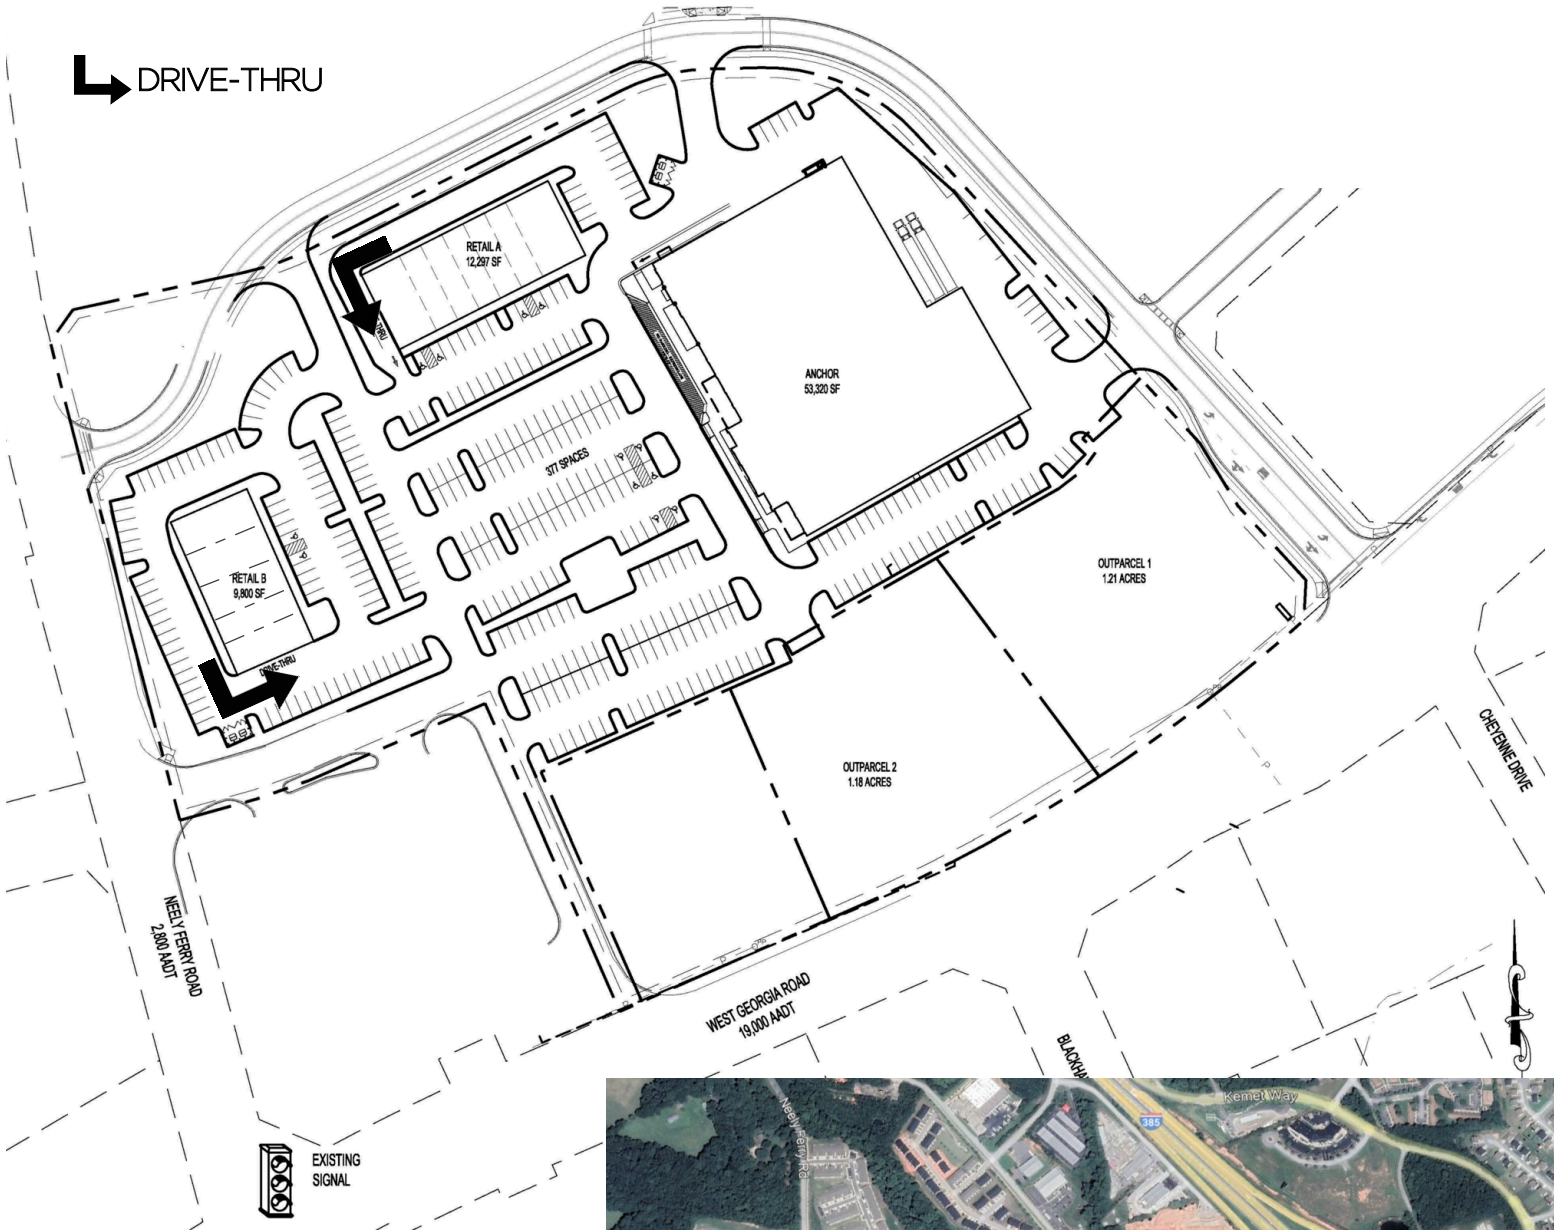 DRIVE-THRU
RETAIL A
12,297 SF
THRU
ANCHOR
53,320 SF
377 SPACES
RETAIL B
9,800 SF
DRIVE-THRU
OUTPARCEL 1
1.21 ACRES
OUTPARCEL 2
1.18 ACRES
CHEYENNE DRIVE
NEELY FERRY ROAD
2,800 AADT
WEST GEORGIA ROAD
19,000 AADT
EXISTING
SIGNAL
Neely Ferry Rd
385
Kemet Way